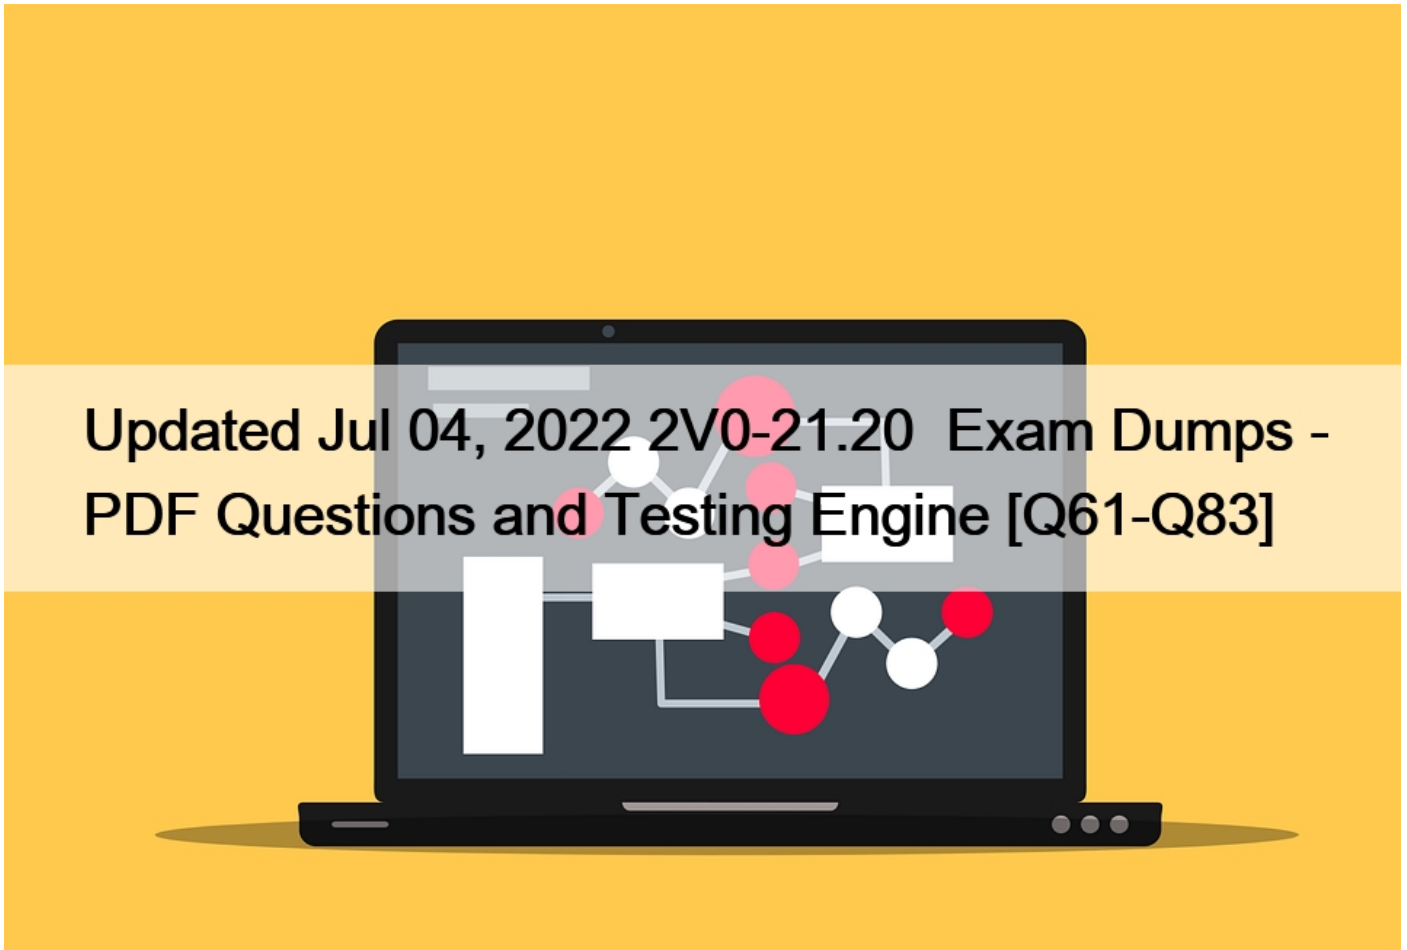 Updated Jul 04, 2022 2V0-21.20  Exam Dumps -
PDF Questions and Testing Engine [Q61-Q83]